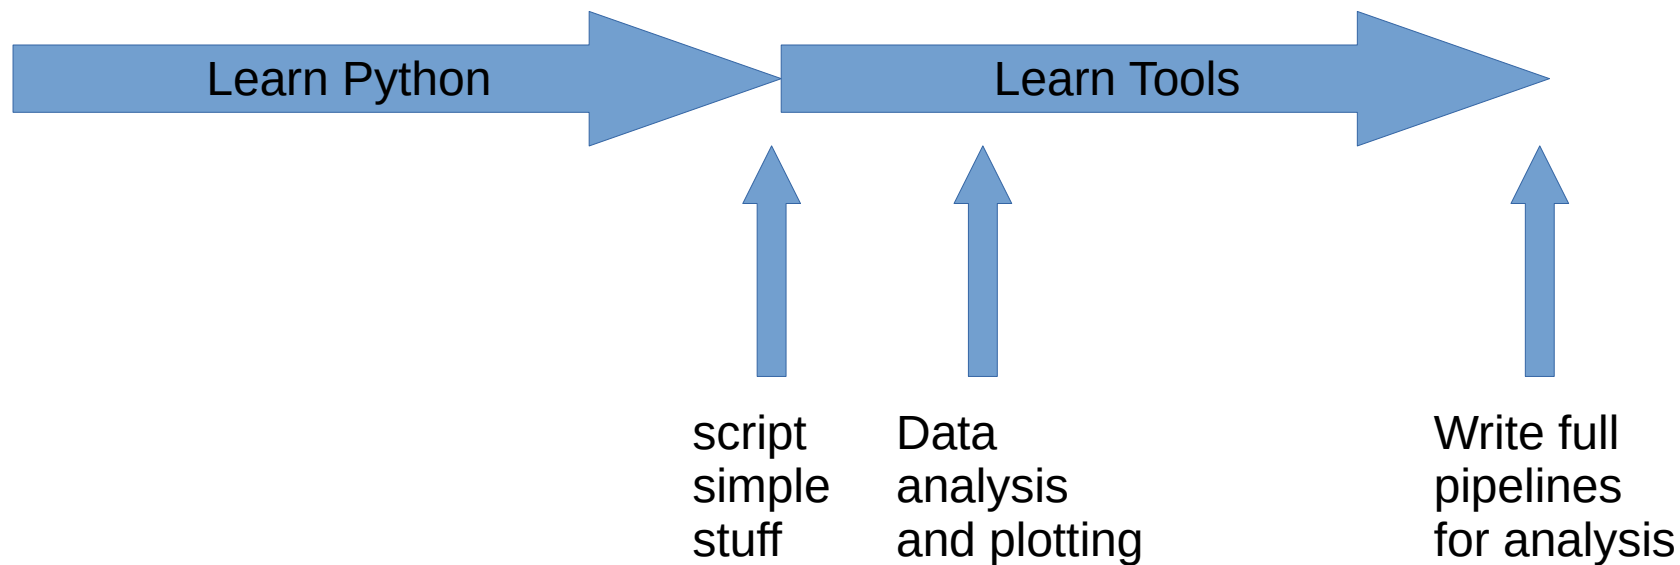 Learn Python
Learn Tools
script
simple
stuff
Data
analysis
and plotting
Write full
pipelines
for analysis